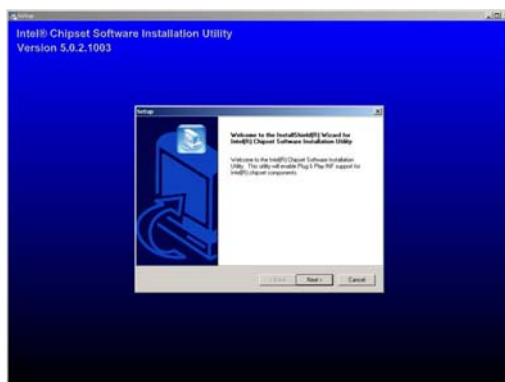 Setup
Intel® Chipset Software Installation Utility
Version 5.0.2.1003
Setup
Welcome to the InstallShield(R) Wizard for
Intel(R) Chipset Software Installation Utility
Welcome to the Intel(R) Chipset Software Installation
Utility. This utility will enable Plug & Play INF support for
Intel(R) chipset components.
< Back
Next >
Cancel